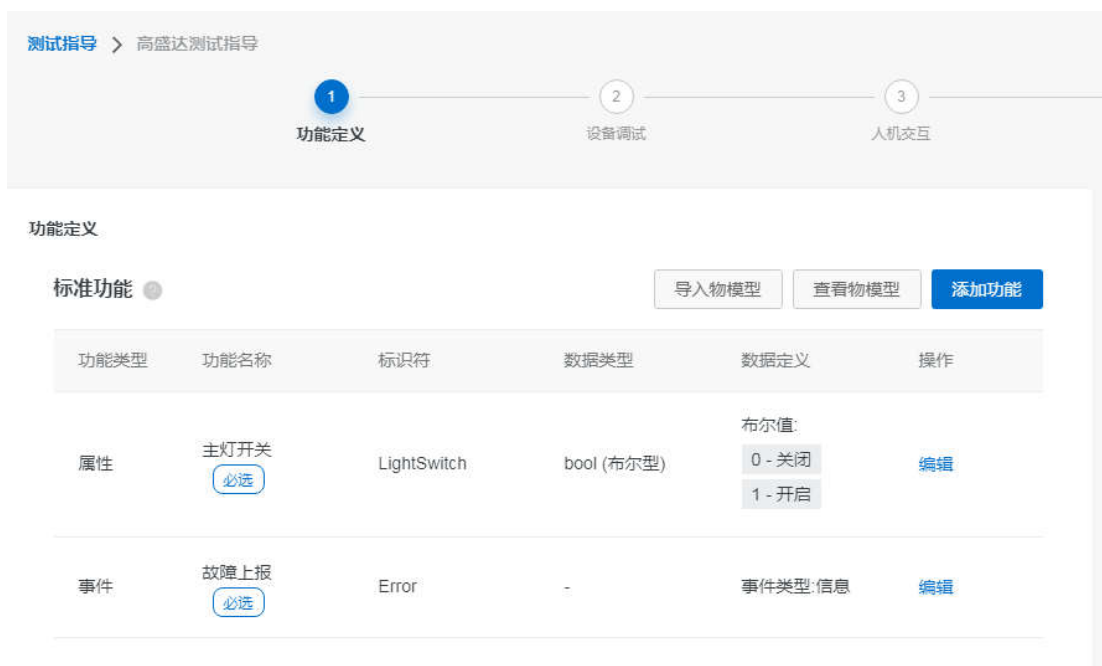 测试指导 > 高盛达测试指导
1 2 3
功能定义 设备调试 人机交互
功能定义
标准功能 导入物模型 查看物模型 添加功能
功能类型 功能名称 标识符 数据类型 数据定义 操作
布尔值:
属性 主灯开关 LightSwitch bool (布尔型) 0 - 关闭 编辑
必选 1 - 开启
事件 故障上报 Error - 事件类型:信息 编辑
必选